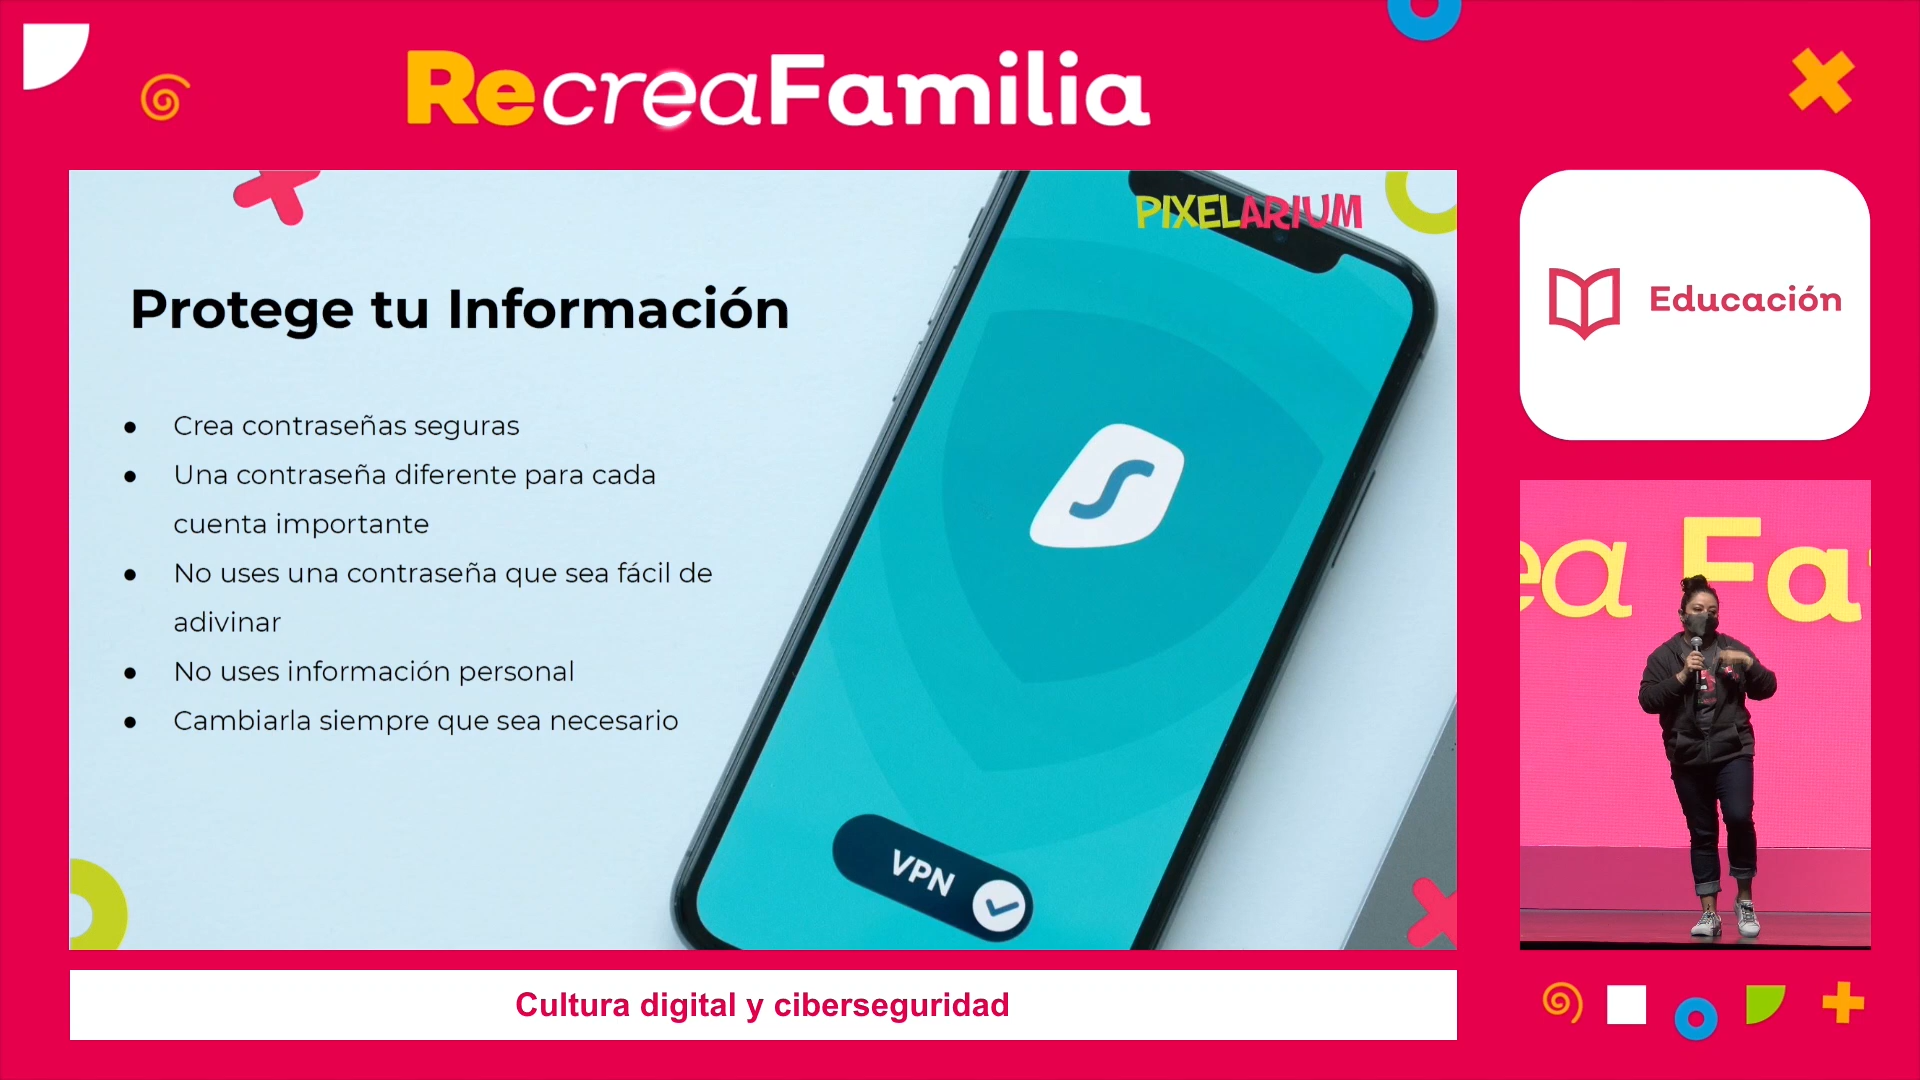 RecreaFamilia
PIXELARIUM
Protege tu Información
● Crea contraseñas seguras
● Una contraseña diferente para cada
cuenta importante
● No uses una contraseña que sea fácil de
adivinar
● No uses información personal
● Cambiarla siempre que sea necesario
VPN
Educación
ea Fa
Cultura digital y ciberseguridad